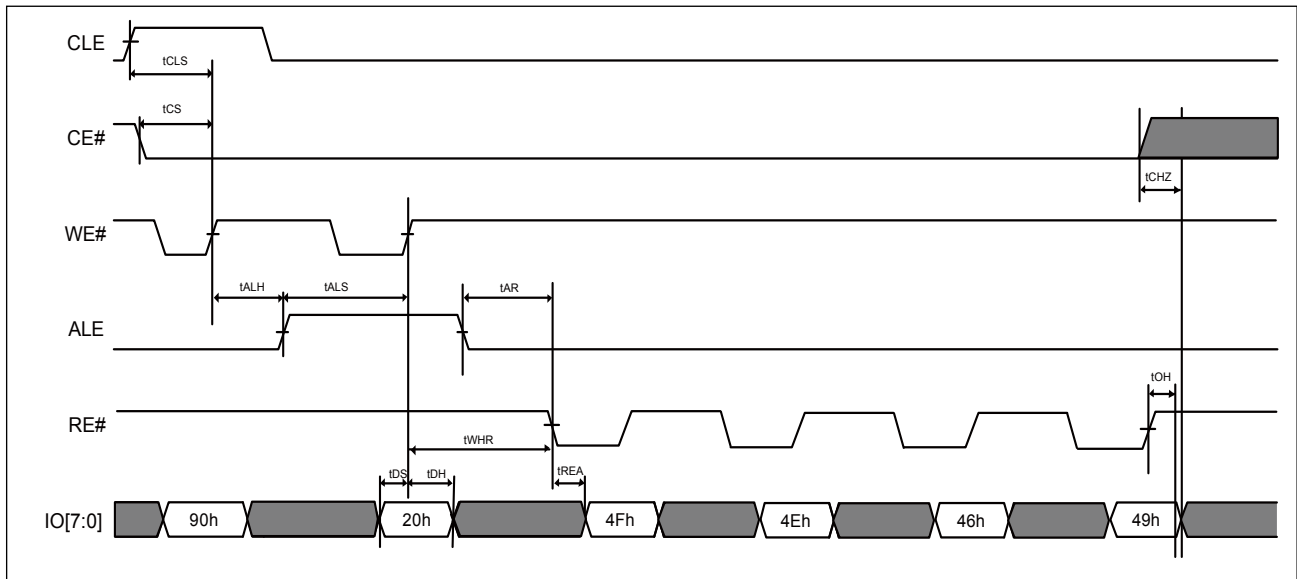 CLE
tCLS
CE#
tCS
tCHZ
WE#
tALH tALS tAR
ALE
tOH
RE#
tWHR
tDS tDH tREA
IO[7:0] 90h 20h 4Fh 4Eh 46h 49h